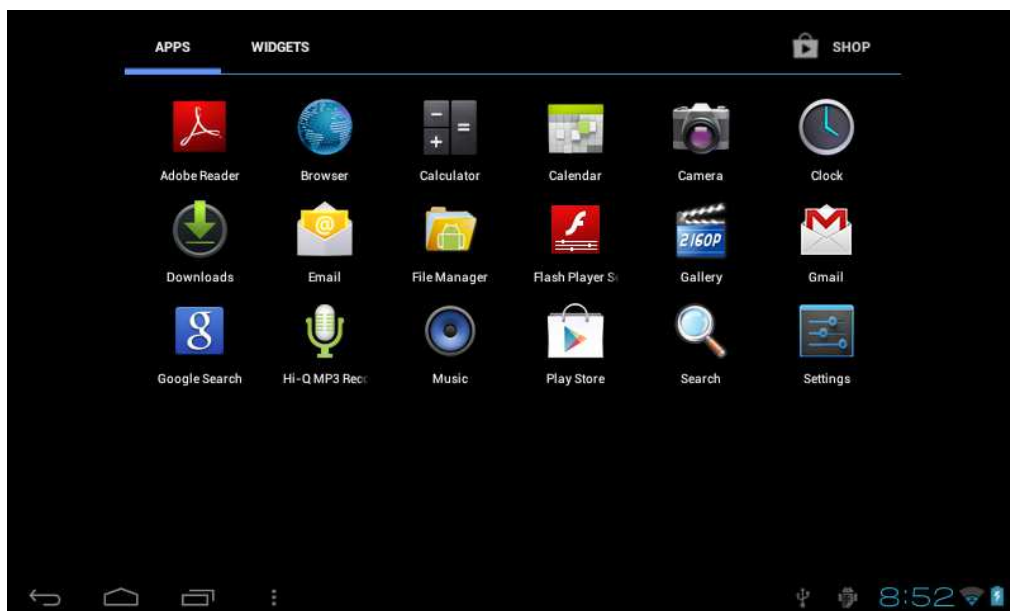 APPS WIDGETS SHOP
Adobe Reader Browser Calculator Calendar Camera Clock
2160P
Downloads Email File Manager Flash Player S Gallery Gmail
Google Search Hi-Q MP3 Rec Music Play Store Search Settings
8:52